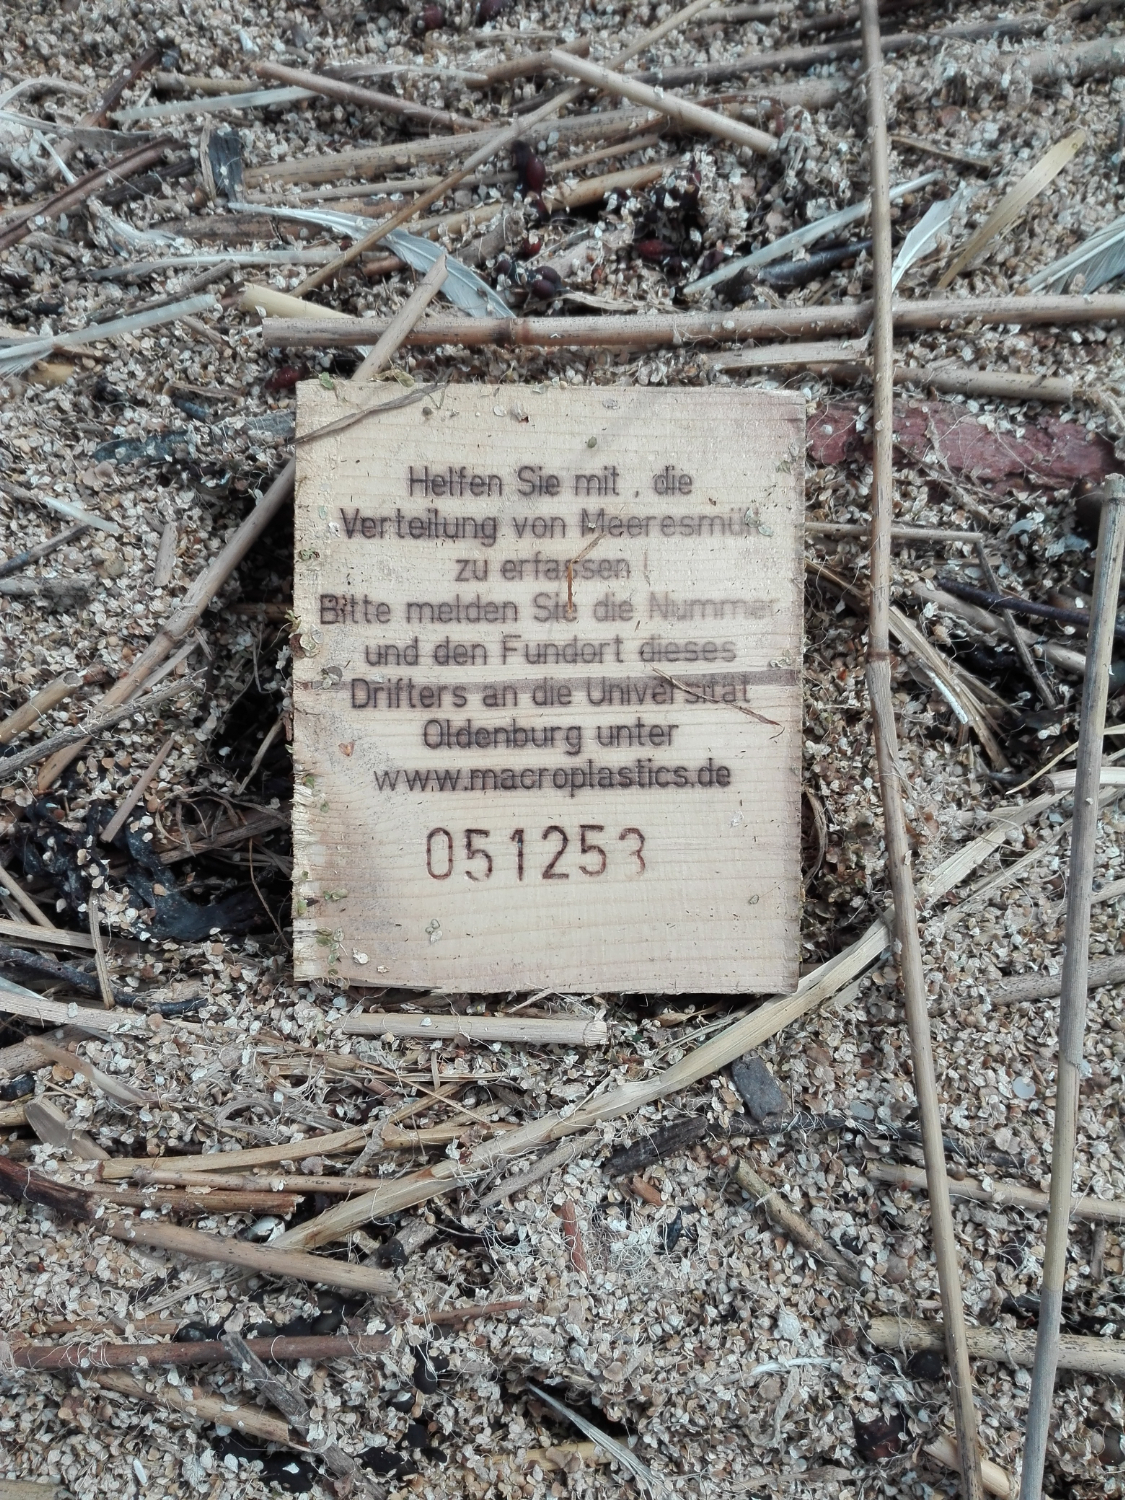 Helfen Sie mit, die
Verteilung von Meeresmüll
zu erfassen!
Bitte melden Sie die Nummer
und den Fundort dieses
Drifters an die Universität
Oldenburg unter
www.macroplastics.de
051253